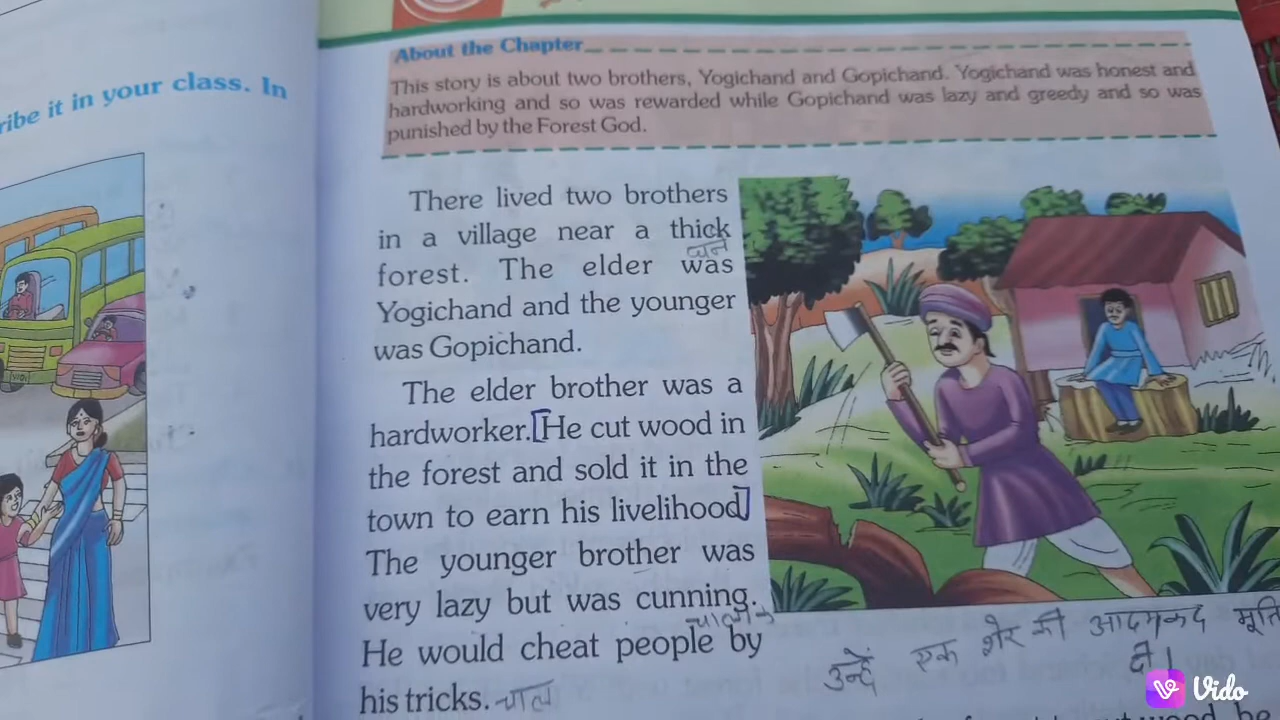 ribe it in your class. In
About the Chapter
This story is about two brothers, Yogichand and Gopichand. Yogichand was honest and
hardworking and so was rewarded while Gopichand was lazy and greedy and so was
punished by the Forest God.
There lived two brothers
in a village near a thick
घने
forest. The elder was
Yogichand and the younger
was Gopichand.
The elder brother was a
hardworker. [He cut wood in
the forest and sold it in the
town to earn his livelihood]
The younger brother was
very lazy but was cunning.
चालाक
He would cheat people by
his tricks. चाल
उन्हें एक शेर की आदमकद मूर्ति
दी।
Vido